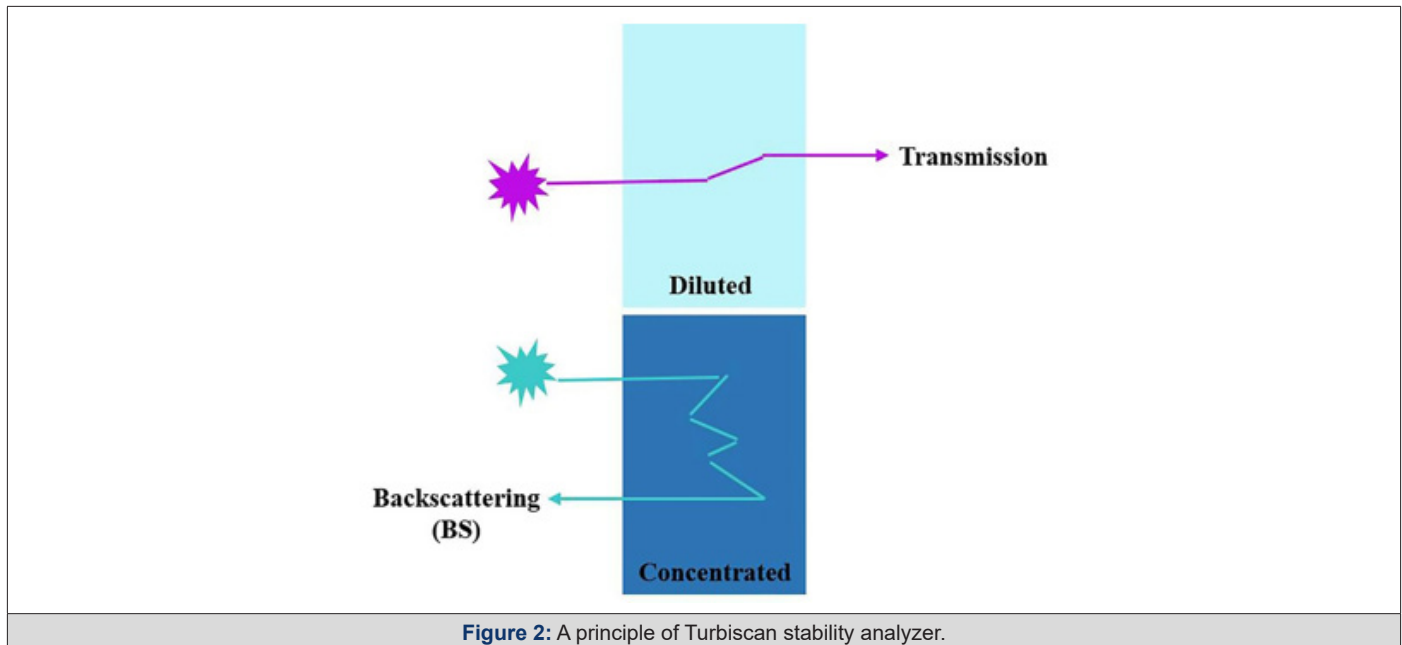 Transmission
Diluted
Backscattering
(BS)
Concentrated
Figure 2: A principle of Turbiscan stability analyzer.